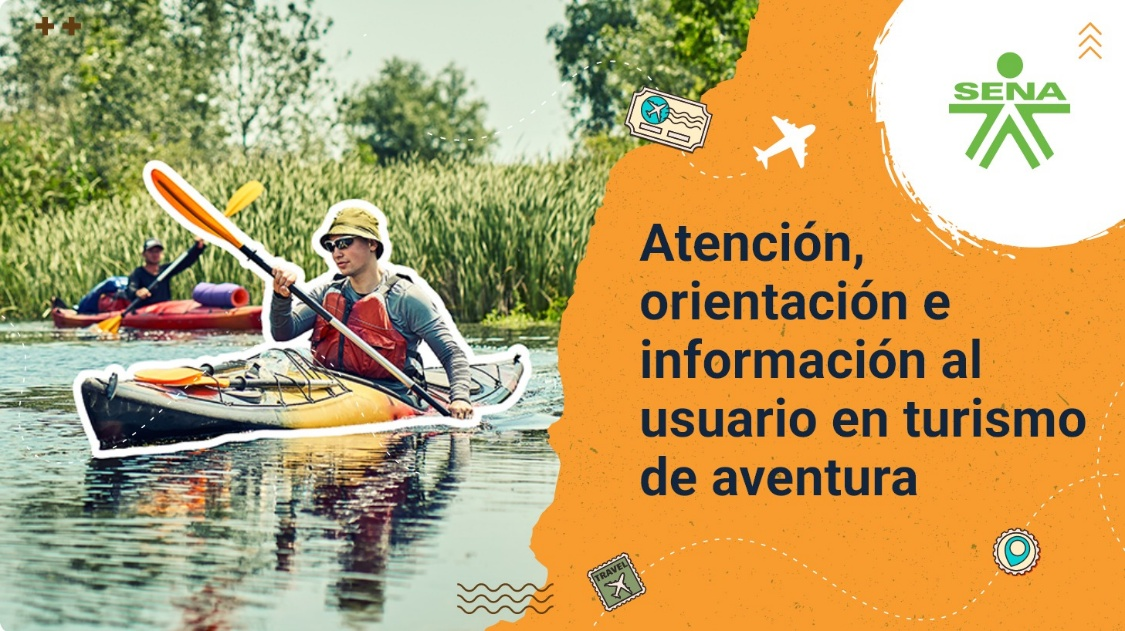 SENA
Atención,
orientación e
información al
usuario en turismo
de aventura
TRAVEL